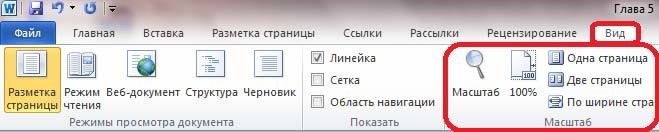 Глава 5
Файл Главная Вставка Разметка страницы Ссылки Рассылки Рецензирование Вид
Разметка страницы
Режим чтения
Веб-документ
Структура
Черновик
Режимы просмотра документа
Линейка
Сетка
Область навигации
Показать
Масштаб
100
100%
Одна страница
Две страницы
По ширине стра
Масштаб